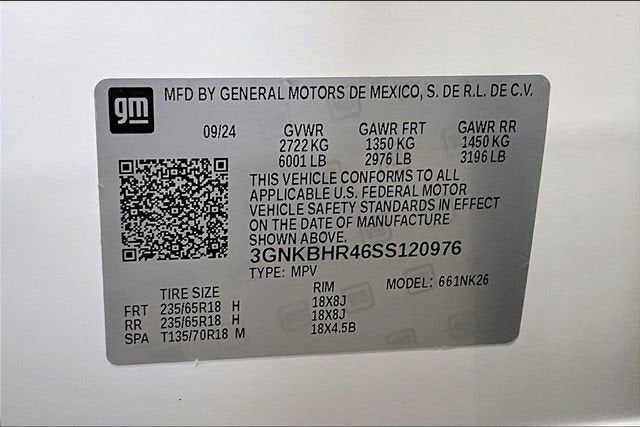 gm
MFD BY GENERAL MOTORS DE MEXICO, S. DE R.L. DE C.V.
09/24 GVWR GAWR FRT GAWR RR
2722 KG 1350 KG 1450 KG
6001 LB 2976 LB 3196 LB
THIS VEHICLE CONFORMS TO ALL
APPLICABLE U.S. FEDERAL MOTOR
VEHICLE SAFETY STANDARDS IN EFFECT
ON THE DATE OF MANUFACTURE
SHOWN ABOVE.
3GNKBHR46SS120976
TYPE: MPV MODEL: 661NK26
TIRE SIZE RIM
FRT 235/65R18 H 18X8J
RR 235/65R18 H 18X8J
SPA T135/70R18 M 18X4.5B